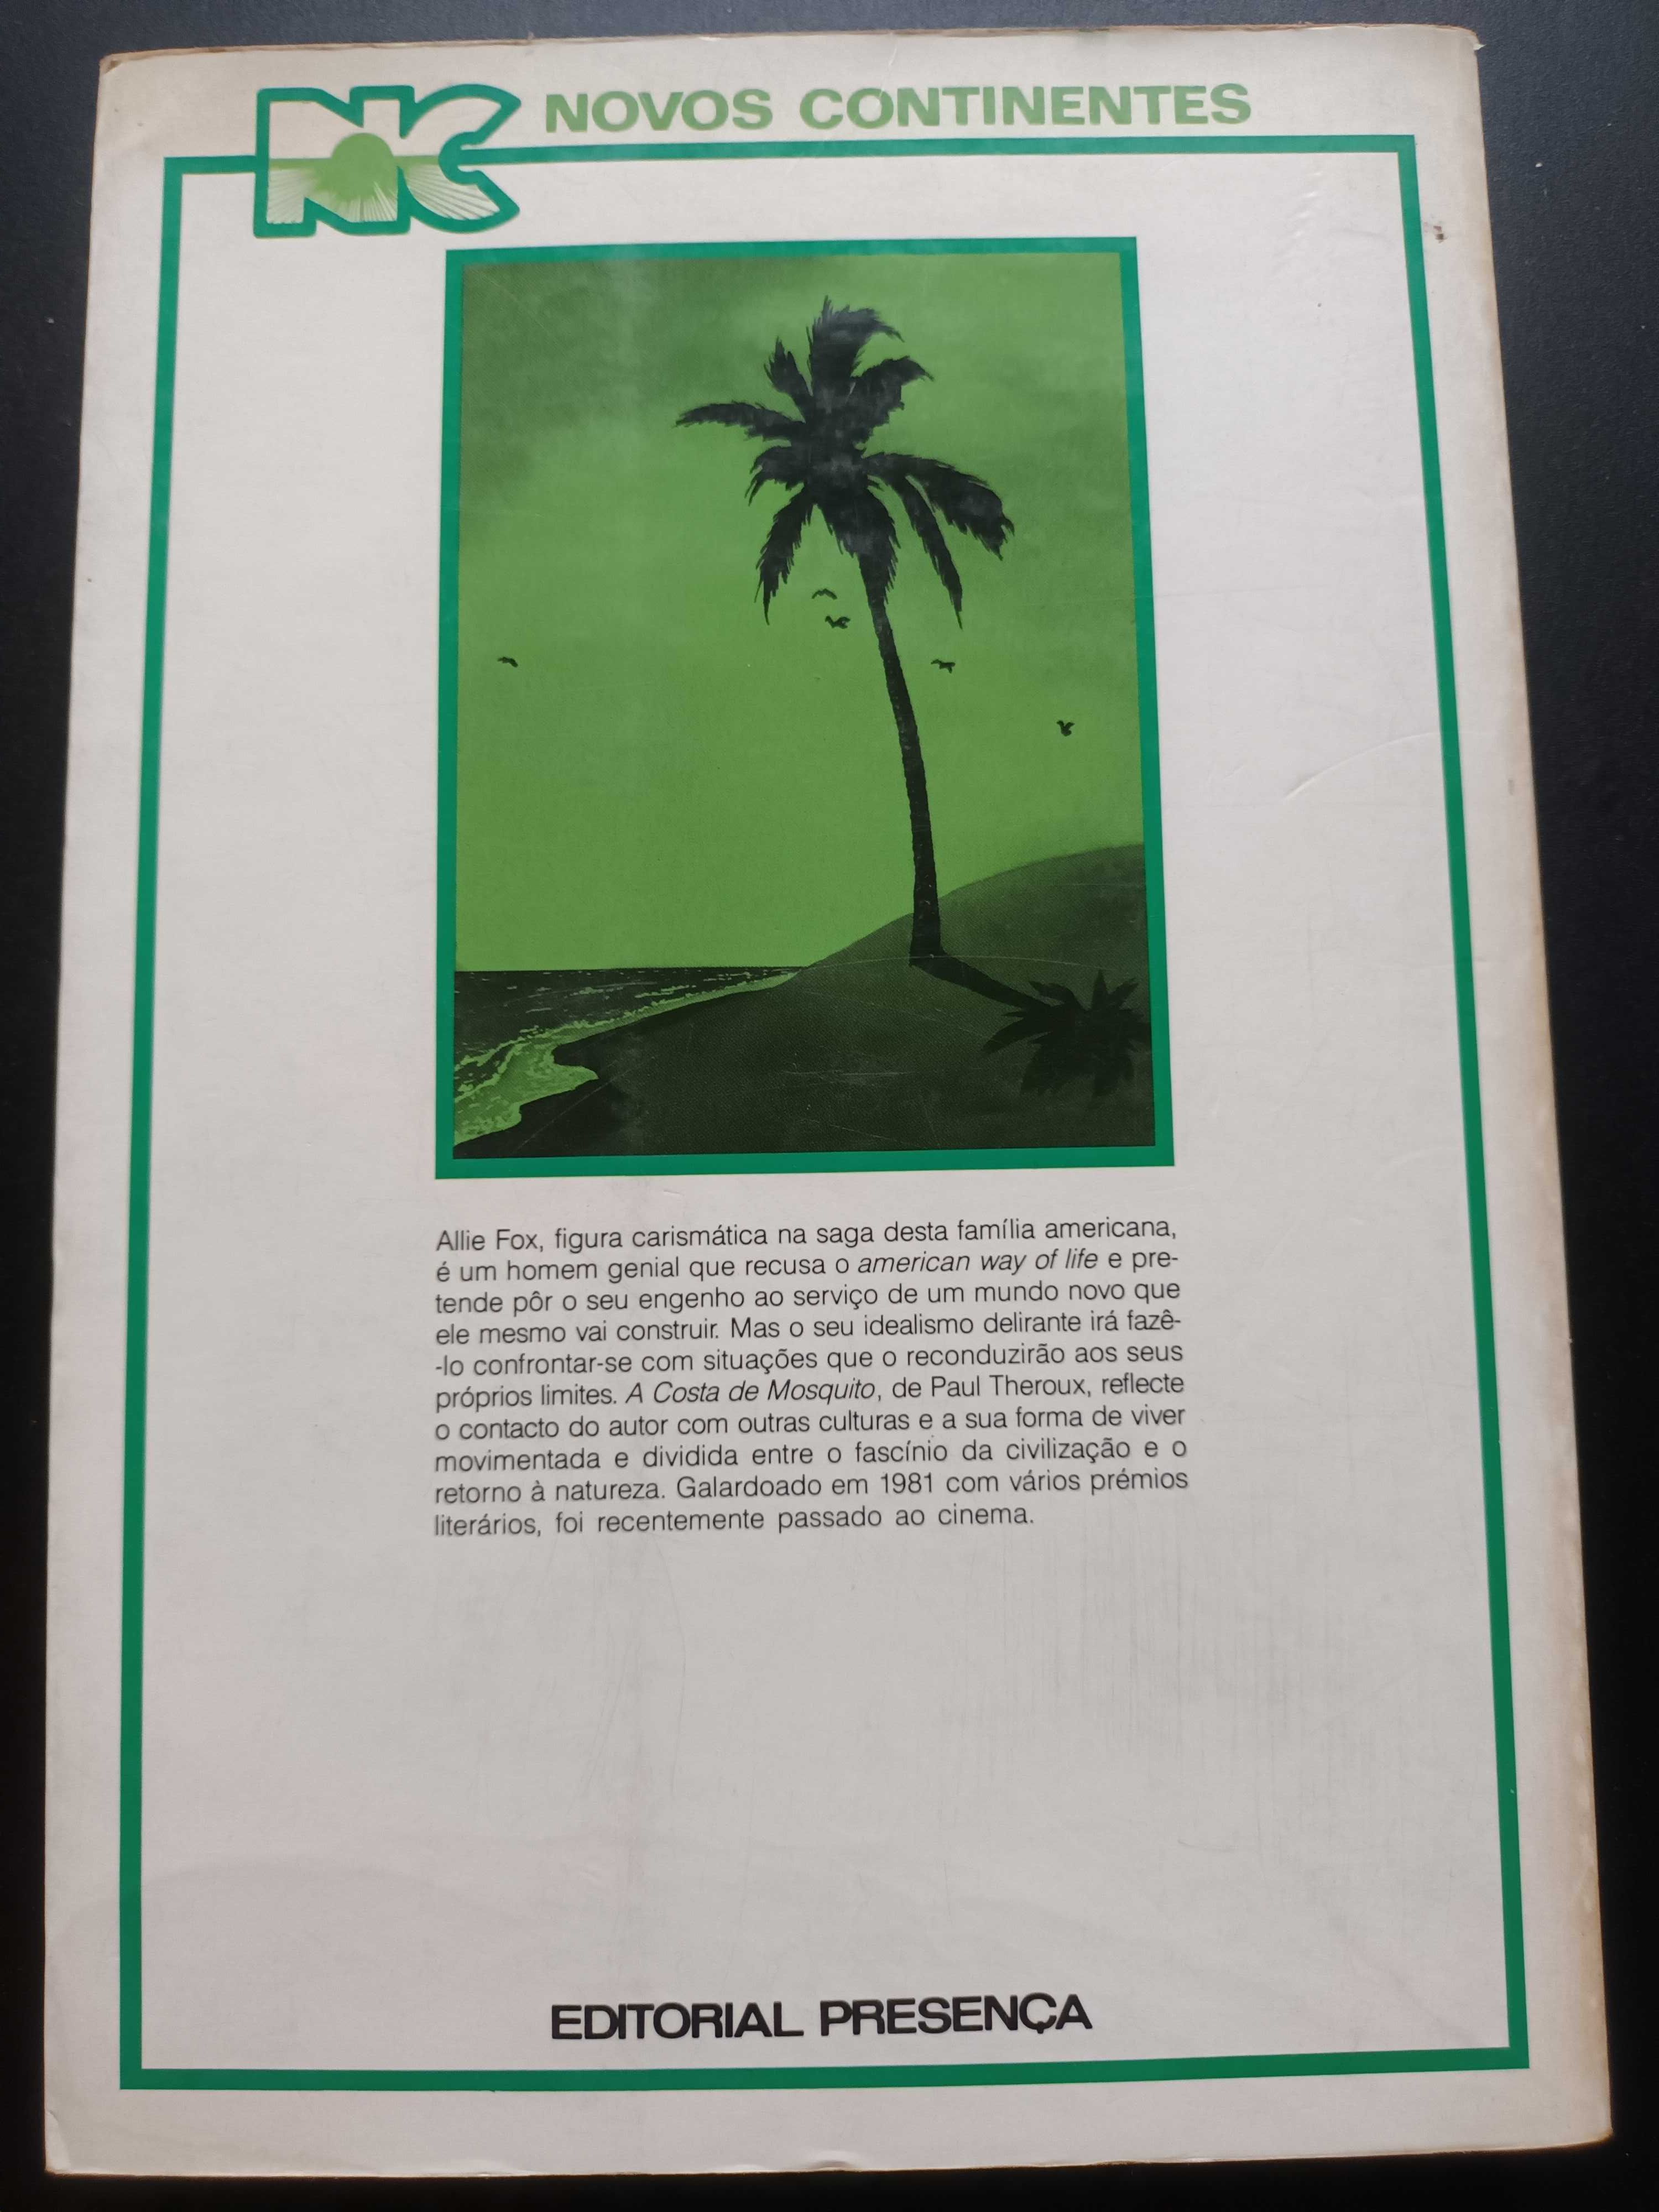 NC NOVOS CONTINENTES
Allie Fox, figura carismática na saga desta família americana,
é um homem genial que recusa o american way of life e pre-
tende pôr o seu engenho ao serviço de um mundo novo que
ele mesmo vai construir. Mas o seu idealismo delirante irá fazê-
-lo confrontar-se com situações que o reconduzirão aos seus
próprios limites. A Costa de Mosquito, de Paul Theroux, reflecte
o contacto do autor com outras culturas e a sua forma de viver
movimentada e dividida entre o fascínio da civilização e o
retorno à natureza. Galardoado em 1981 com vários prémios
literários, foi recentemente passado ao cinema.
EDITORIAL PRESENÇA